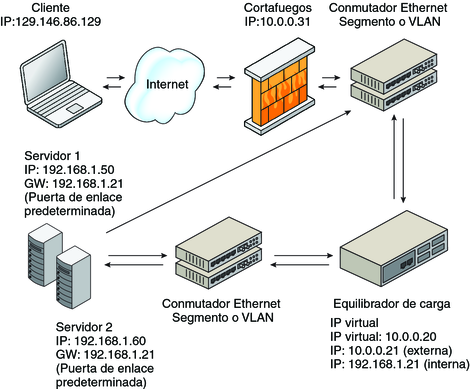 Cliente
IP:129.146.86.129
Internet
Cortafuegos
IP:10.0.0.31
Conmutador Ethernet
Segmento o VLAN
Servidor 1
IP: 192.168.1.50
GW: 192.168.1.21
(Puerta de enlace
predeterminada)
Conmutador Ethernet
Segmento o VLAN
Equilibrador de carga
IP virtual
IP virtual: 10.0.0.20
IP: 10.0.0.21 (externa)
IP: 192.168.1.21 (interna)
Servidor 2
IP: 192.168.1.60
GW: 192.168.1.21
(Puerta de enlace
predeterminada)